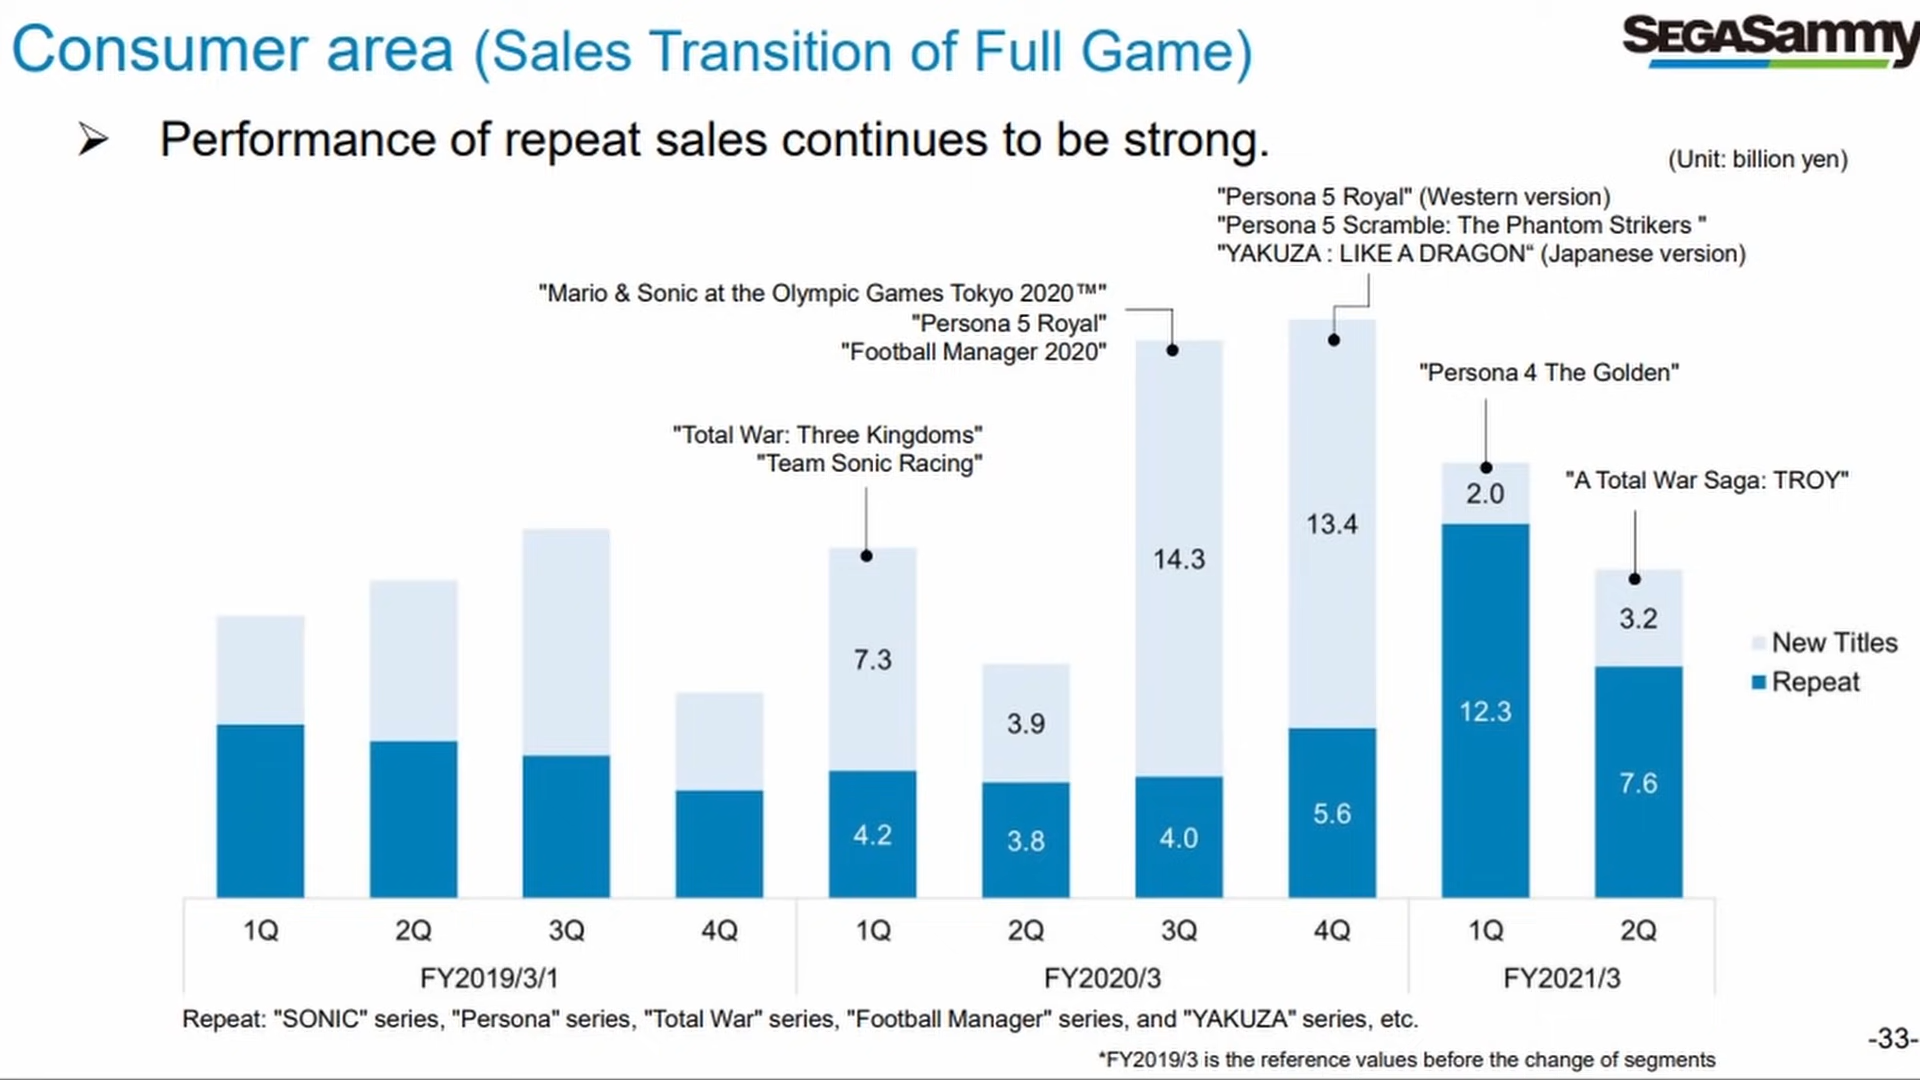 Consumer area (Sales Transition of Full Game)
SEGASammy
➢ Performance of repeat sales continues to be strong.
(Unit: billion yen)
"Persona 5 Royal" (Western version)
"Persona 5 Scramble: The Phantom Strikers "
"YAKUZA : LIKE A DRAGON“ (Japanese version)
"Mario & Sonic at the Olympic Games Tokyo 2020™"
"Persona 5 Royal"
"Football Manager 2020"
"Persona 4 The Golden"
"Total War: Three Kingdoms"
"Team Sonic Racing"
"A Total War Saga: TROY"
7.3
3.9
14.3
13.4
2.0
3.2
4.2
3.8
4.0
5.6
12.3
7.6
New Titles
Repeat
1Q 2Q 3Q 4Q 1Q 2Q 3Q 4Q 1Q 2Q
FY2019/3/1 FY2020/3 FY2021/3
Repeat: "SONIC" series, "Persona" series, "Total War" series, "Football Manager" series, and "YAKUZA" series, etc.
-33-
*FY2019/3 is the reference values before the change of segments